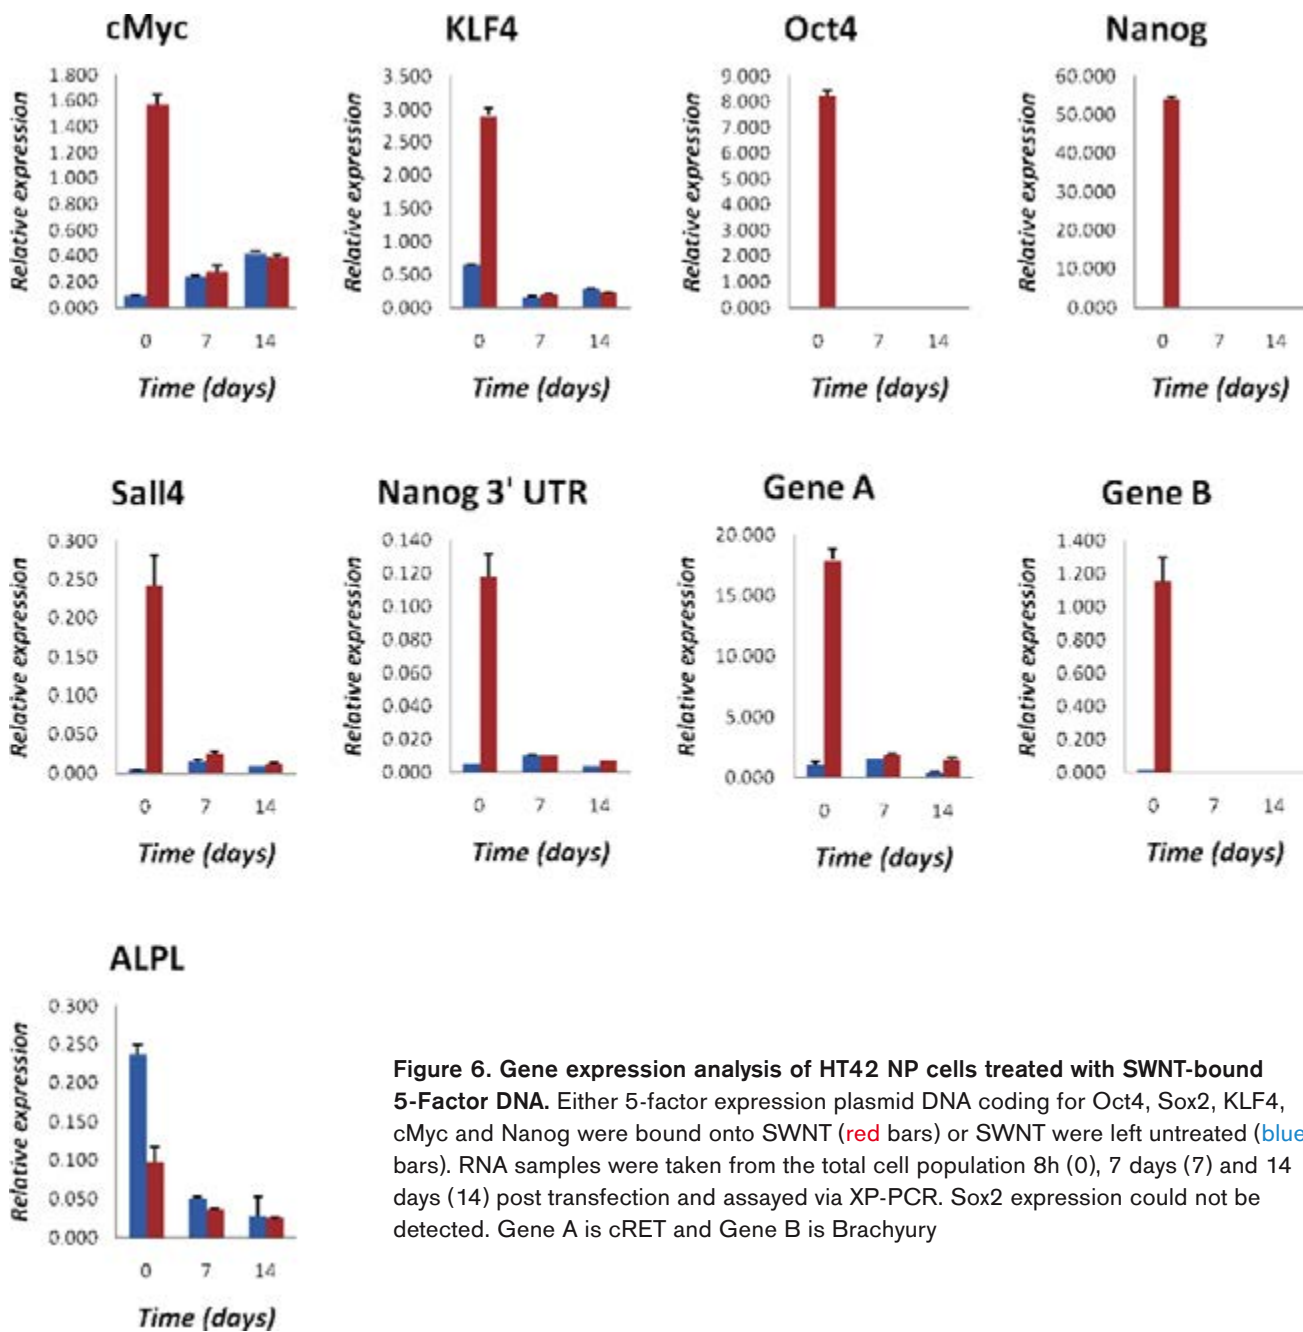 cMyc
Relative expression
1.800
1.600
1.400
1.200
1.000
0.800
0.600
0.400
0.200
0.000
0 7 14
Time (days)
KLF4
Relative expression
3.500
3.000
2.500
2.000
1.500
1.000
0.500
0.000
0 7 14
Time (days)
Oct4
Relative expression
9.000
8.000
7.000
6.000
5.000
4.000
3.000
2.000
1.000
0.000
0 7 14
Time (days)
Nanog
Relative expression
60.000
50.000
40.000
30.000
20.000
10.000
0.000
0 7 14
Time (days)
Sall4
Relative expression
0.300
0.250
0.200
0.150
0.100
0.050
0.000
0 7 14
Time (days)
Nanog 3' UTR
Relative expression
0.140
0.120
0.100
0.080
0.060
0.040
0.020
0.000
0 7 14
Time (days)
Gene A
Relative expression
20.000
15.000
10.000
5.000
0.000
0 7 14
Time (days)
Gene B
Relative expression
1.400
1.200
1.000
0.800
0.600
0.400
0.200
0.000
0 7 14
Time (days)
ALPL
Relative expression
0.300
0.250
0.200
0.150
0.100
0.050
0.000
0 7 14
Time (days)
Figure 6. Gene expression analysis of HT42 NP cells treated with SWNT-bound
5-Factor DNA. Either 5-factor expression plasmid DNA coding for Oct4, Sox2, KLF4,
cMyc and Nanog were bound onto SWNT (red bars) or SWNT were left untreated (blue
bars). RNA samples were taken from the total cell population 8h (0), 7 days (7) and 14
days (14) post transfection and assayed via XP-PCR. Sox2 expression could not be
detected. Gene A is cRET and Gene B is Brachyury